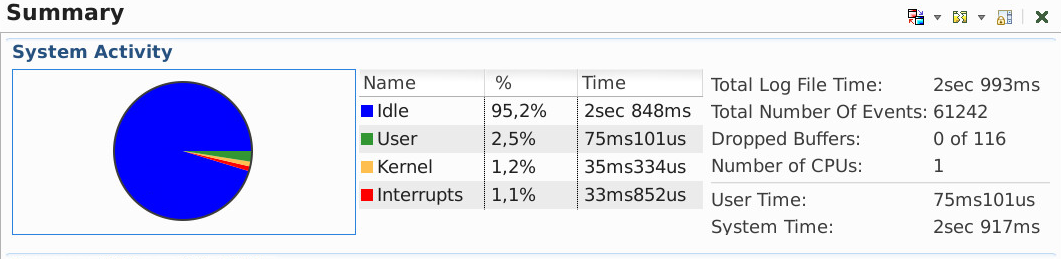 Summary
System Activity
Name % Time
Idle 95,2% 2sec 848ms
User 2,5% 75ms101us
Kernel 1,2% 35ms334us
Interrupts 1,1% 33ms852us
Total Log File Time: 2sec 993ms
Total Number Of Events: 61242
Dropped Buffers: 0 of 116
Number of CPUs: 1
User Time: 75ms101us
System Time: 2sec 917ms